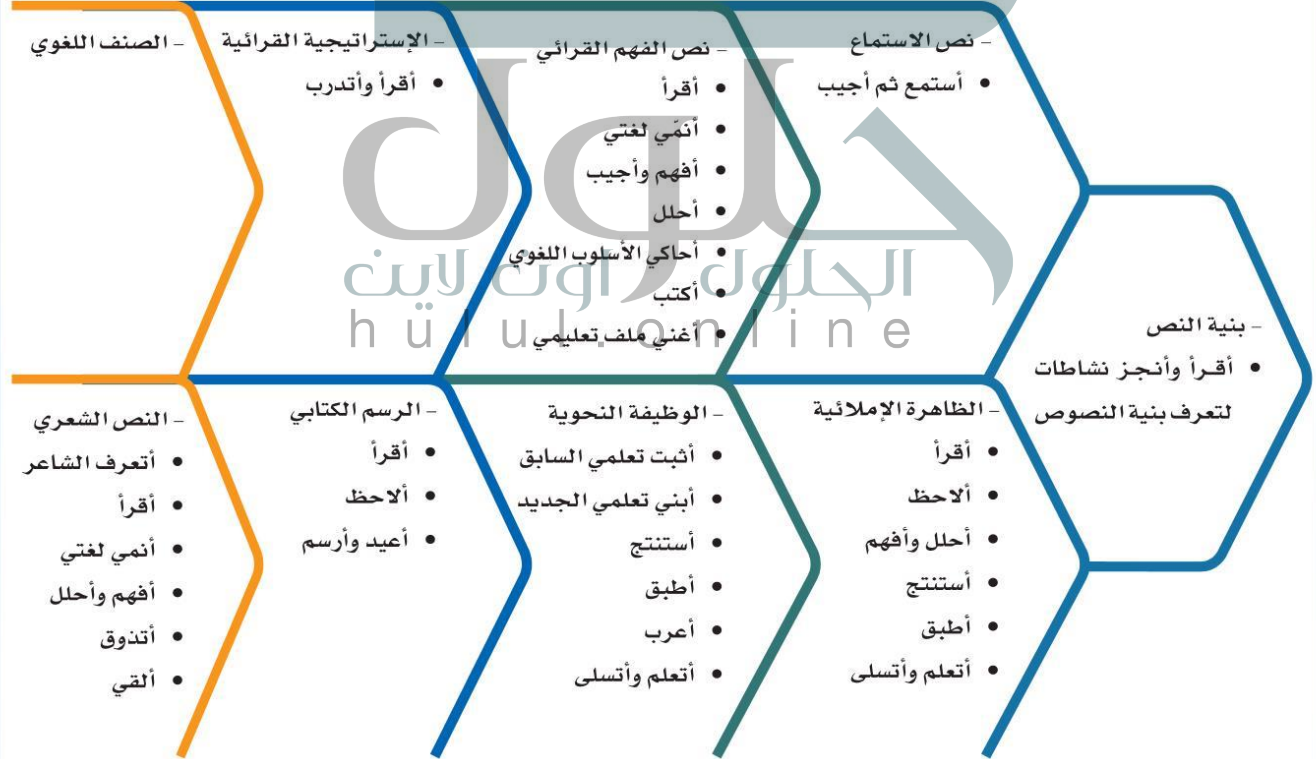 – بنية النص
• أقـرأ وأنـجـز نشاطات
لتعرف بنية النصوص
– نص الاستماع
• أستمع ثم أجيب
– نص الفهم القرائي
• أقرأ
• أنمّي لغتي
• أفهم وأجيب
• أحلل
• أحاكي الأسلوب اللغوي
• أكتب
• أغني ملف تعليمي
– الإستراتيجية القرائية
• أقرأ وأتدرب
– الصنف اللغوي
– الظاهرة الإملائية
• أقرأ
• ألاحظ
• أحلل وأفهم
• أستنتج
• أطبق
• أتعلم وأتسلى
– الوظيفة النحوية
• أثبت تعلمي السابق
• أبني تعلمي الجديد
• أستنتج
• أطبق
• أعرب
• أتعلم وأتسلى
– الرسم الكتابي
• أقرأ
• ألاحظ
• أعيد وأرسم
– النص الشعري
• أتعرف الشاعر
• أقرأ
• أنمي لغتي
• أفهم وأحلل
• أتذوق
• ألقي
حلول
الحلول اون لاين
hulul.online